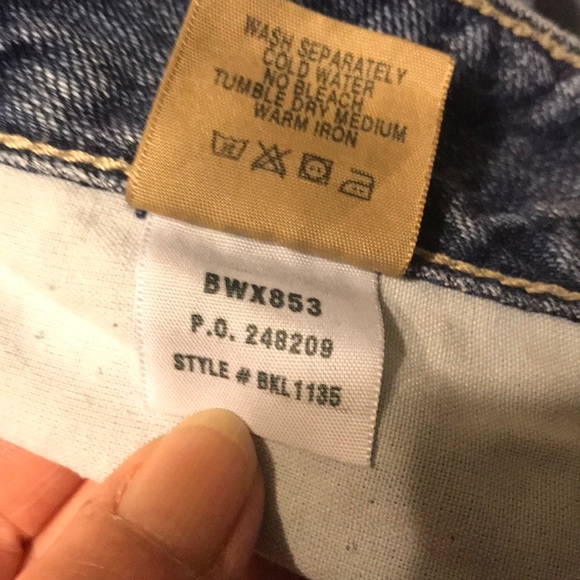 WASH SEPARATELY
COLD WATER
NO BLEACH
TUMBLE DRY MEDIUM
WARM IRON
BWX853
P.O. 248209
STYLE # BKL1135